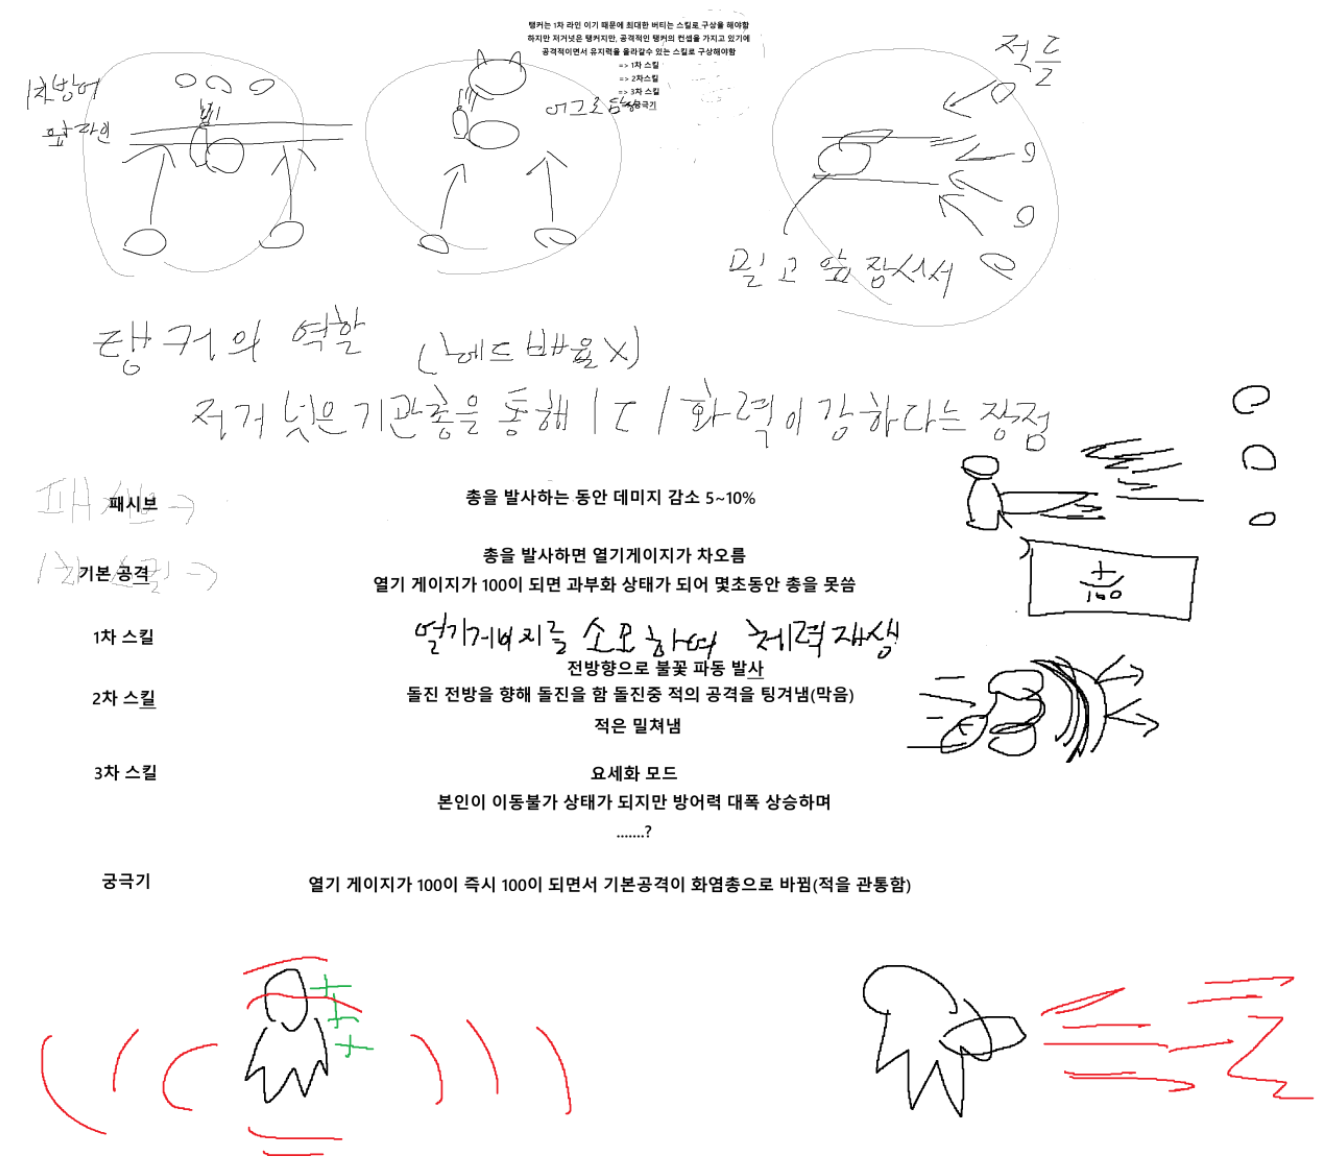 탱커는 1차 라인 이기 때문에 최대한 버티는 스킬로 구상을 해야함
하지만 저거넛은 탱커지만, 공격적인 탱커의 컨셉을 가지고 있기에
공격적이면서 유지력을 올라갈수 있는 스킬로 구상해야함
=> 1차 스킬
=> 2차스킬
=> 3차 스킬
궁극기
1차방어
앞라인
어그로담당
적들
밀고 앞장서서
탱커의 역할 (헤드배율X)
저거넛은 기관총을 통해 1대1 화력이 강하다는 장점
패시브 →
패시브
총을 발사하는 동안 데미지 감소 5~10%
1차 스킬 →
기본 공격
총을 발사하면 열기게이지가 차오름
열기 게이지가 100이 되면 과부화 상태가 되어 몇초동안 총을 못씀
100
1차 스킬
열기게이지를 소모하여 체력재생
전방향으로 불꽃 파동 발사
2차 스킬
돌진 전방을 향해 돌진을 함 돌진중 적의 공격을 팅겨냄(막음)
적은 밀쳐냄
3차 스킬
요세화 모드
본인이 이동불가 상태가 되지만 방어력 대폭 상승하며
.......?
궁극기
열기 게이지가 100이 즉시 100이 되면서 기본공격이 화염총으로 바뀜(적을 관통함)